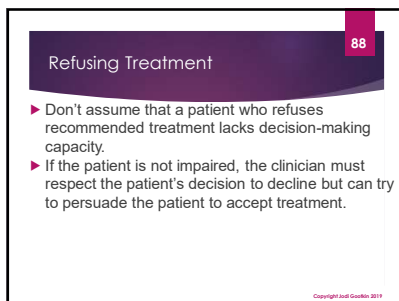 88
Refusing Treatment
Don't assume that a patient who refuses
recommended treatment lacks decision-making
capacity.
If the patient is not impaired, the clinician must
respect the patient's decision to decline but can try
to persuade the patient to accept treatment.
Copyright Jodi Goofkin 2019